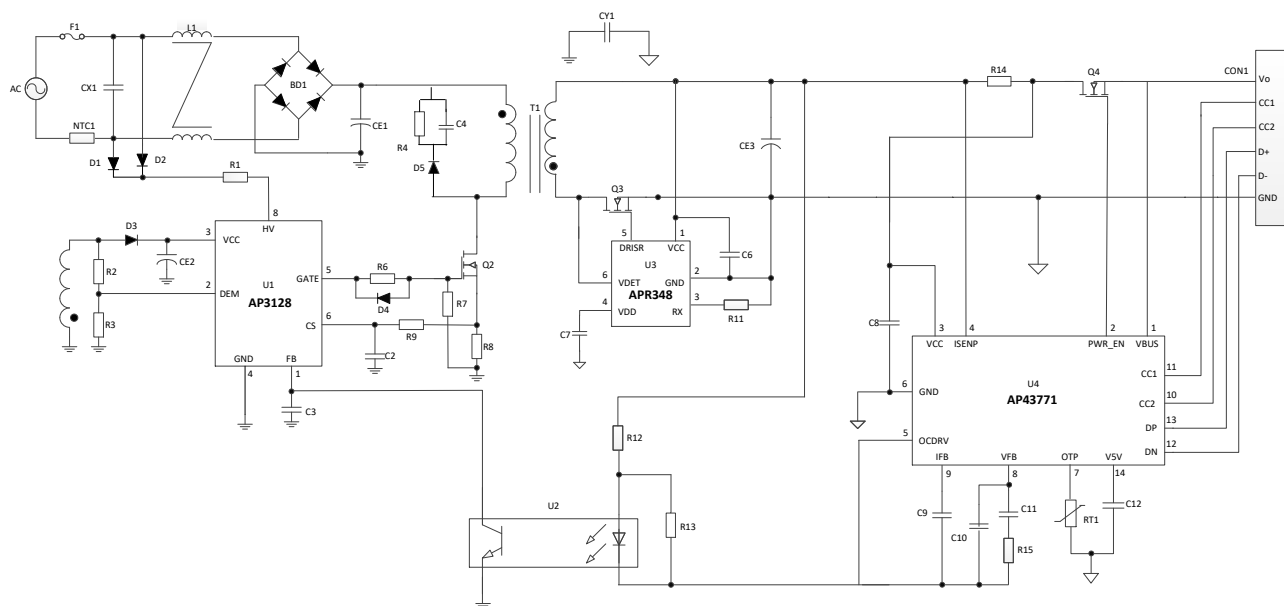 F1
L1
CY1
AC
CX1
BD1
NTC1
D1
D2
R1
CE1
R4
C4
D5
T1
CE3
R14
Q4
CON1
Vo
CC1
CC2
D+
D-
GND
Q3
5
DRISR
1
VCC
U3
APR348
6
VDET
GND
2
4
VDD
RX
3
C6
R11
C7
8
HV
D3
CE2
R2
R3
3
VCC
U1
AP3128
2
DEM
GATE
5
CS
6
GND
4
FB
1
R6
D4
Q2
R7
R9
R8
C2
C3
C8
3
VCC
4
ISENP
2
PWR_EN
1
VBUS
U4
AP43771
6
GND
5
OCDRV
CC1
11
CC2
10
DP
13
DN
12
IFB
9
VFB
8
OTP
7
V5V
14
R12
U2
R13
C9
C10
C11
R15
RT1
C12